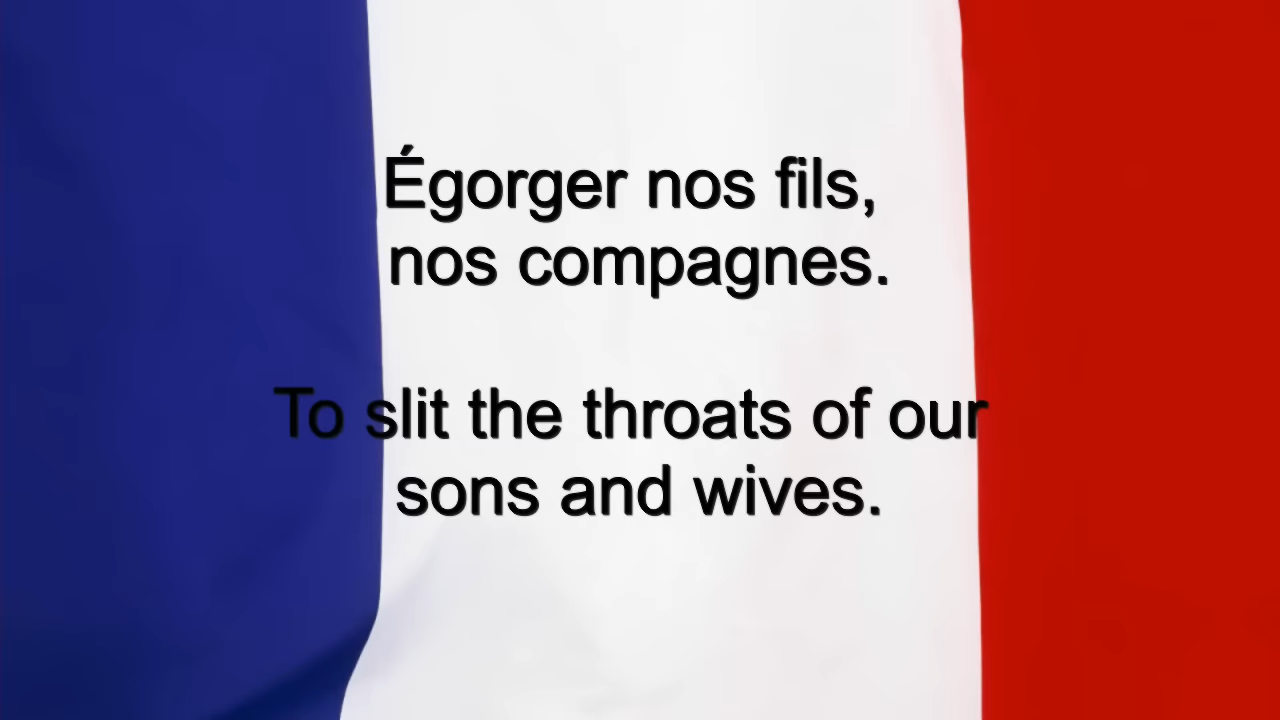 Égorger nos fils,
nos compagnes.
To slit the throats of our
sons and wives.